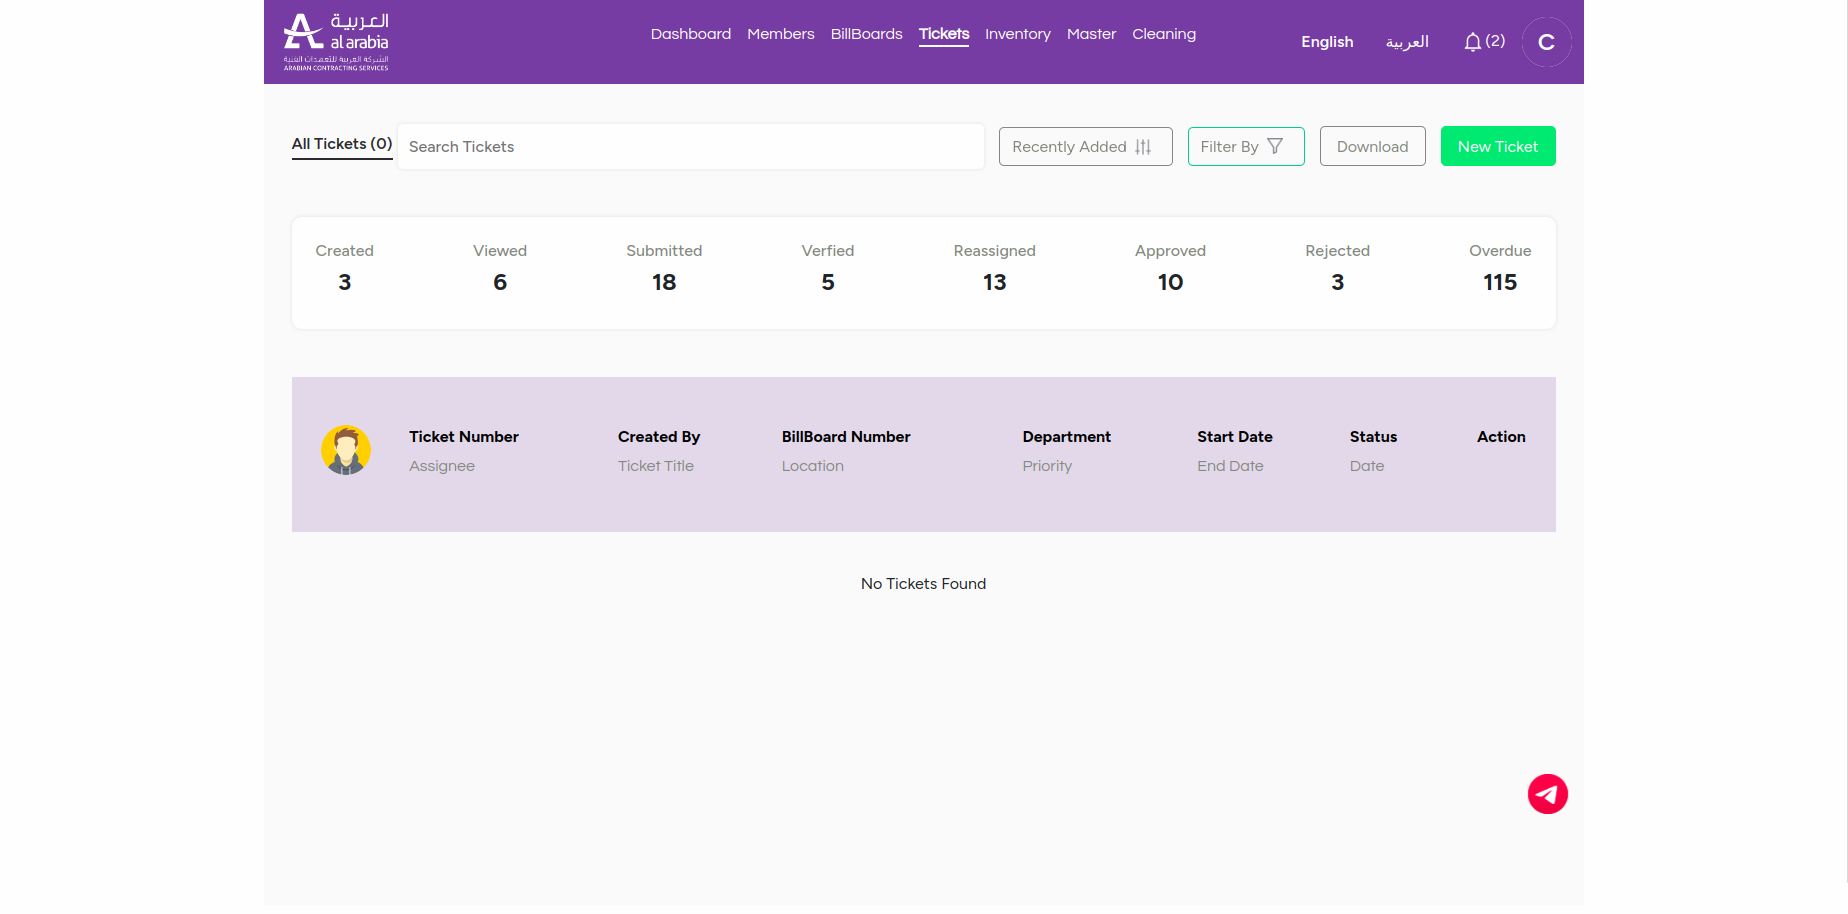 العربية
al arabia
الشركة العربية للتعهدات الفنية
ARABIAN CONTRACTING SERVICES
Dashboard Members BillBoards Tickets Inventory Master Cleaning
English العربية (2) C
All Tickets (0) Search Tickets Recently Added Filter By Download New Ticket
Created Viewed Submitted Verfied Reassigned Approved Rejected Overdue
3 6 18 5 13 10 3 115
Ticket Number Created By BillBoard Number Department Start Date Status Action
Assignee Ticket Title Location Priority End Date Date
No Tickets Found